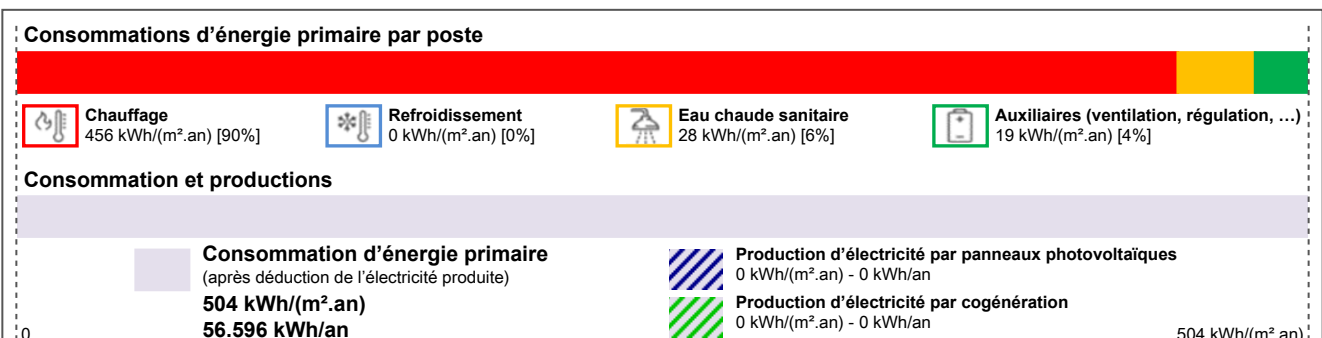 Consommations d’énergie primaire par poste
Chauffage
456 kWh/(m².an) [90%]
Refroidissement
0 kWh/(m².an) [0%]
Eau chaude sanitaire
28 kWh/(m².an) [6%]
Auxiliaires (ventilation, régulation, …)
19 kWh/(m².an) [4%]
Consommation et productions
Consommation d’énergie primaire
(après déduction de l’électricité produite)
504 kWh/(m².an)
56.596 kWh/an
Production d’électricité par panneaux photovoltaïques
0 kWh/(m².an) - 0 kWh/an
Production d’électricité par cogénération
0 kWh/(m².an) - 0 kWh/an
0
504 kWh/(m².an)